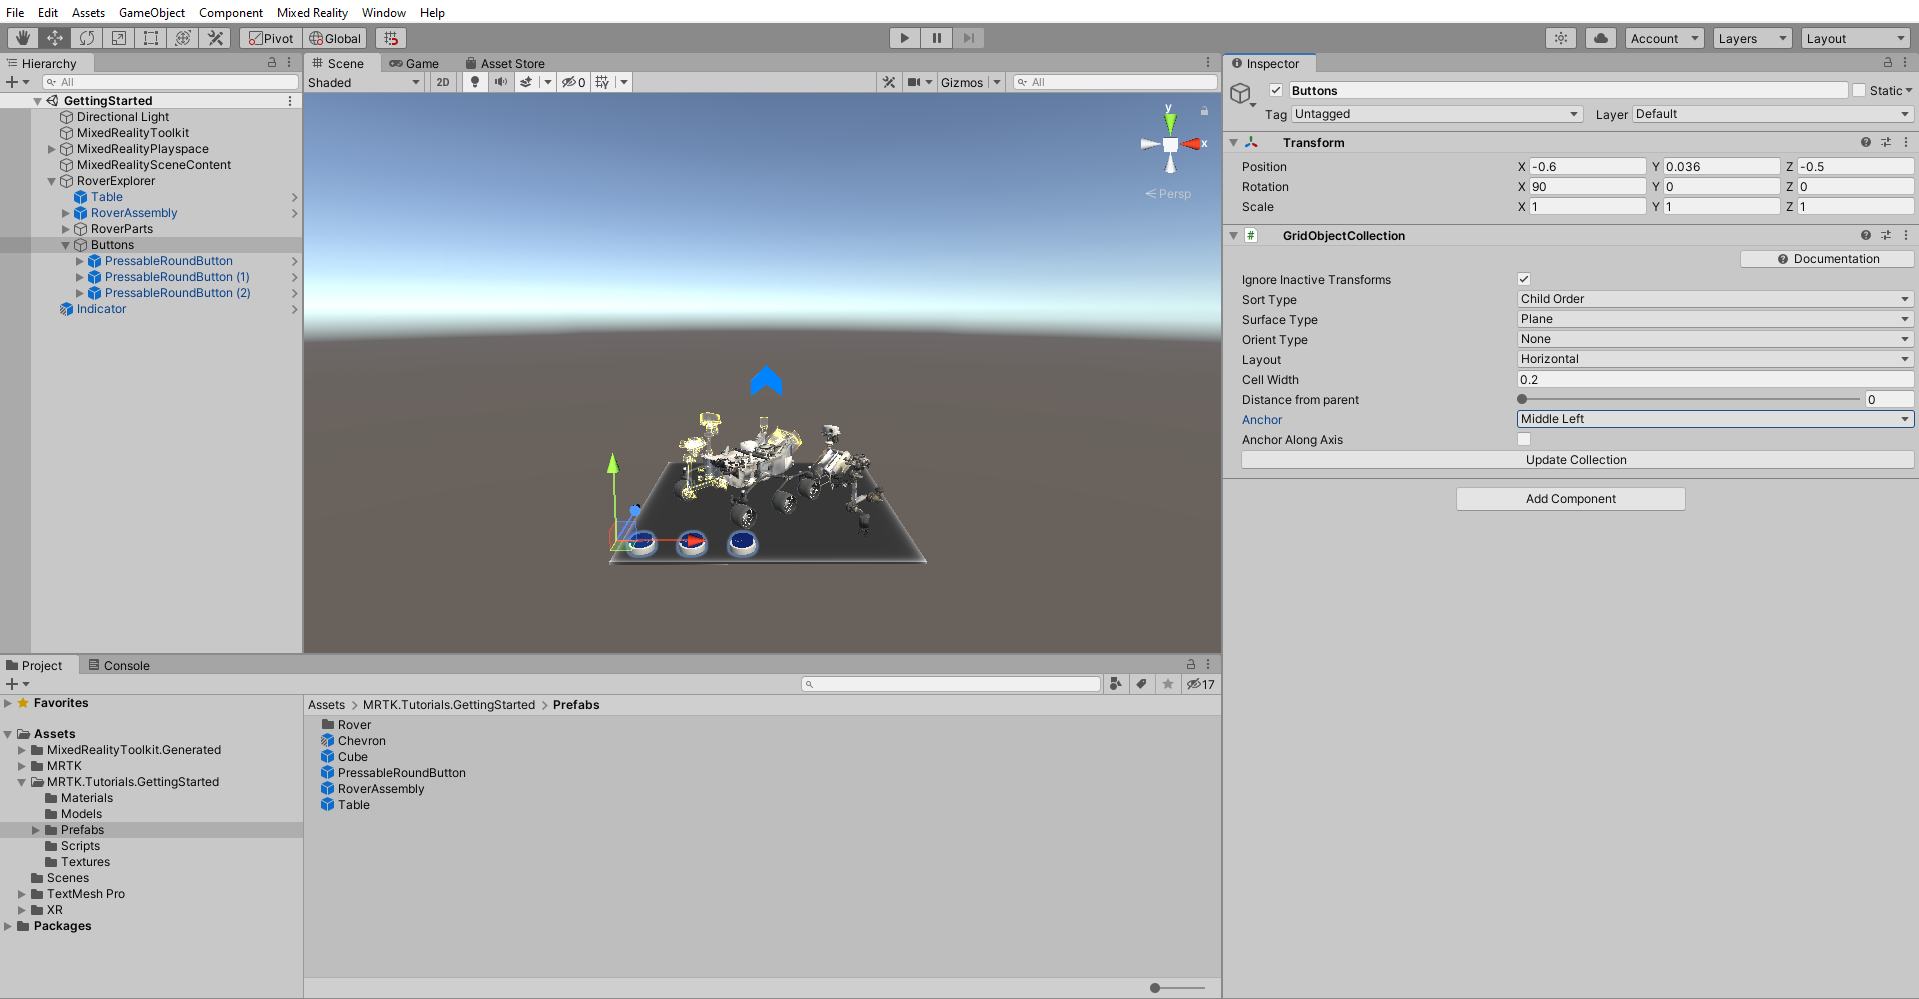 File Edit Assets GameObject Component Mixed Reality Window Help
Pivot Global Account Layers Layout
Hierarchy
All
GettingStarted
Directional Light
MixedRealityToolkit
MixedRealityPlayspace
MixedRealitySceneContent
RoverExplorer
Table
RoverAssembly
RoverParts
Buttons
PressableRoundButton
PressableRoundButton (1)
PressableRoundButton (2)
Indicator
Scene Game Asset Store
Shaded 2D 0 Gizmos All
y
x
Persp
Inspector
Buttons Static
Tag Untagged Layer Default
Transform
Position X -0.6 Y 0.036 Z -0.5
Rotation X 90 Y 0 Z 0
Scale X 1 Y 1 Z 1
# GridObjectCollection
Documentation
Ignore Inactive Transforms
Sort Type Child Order
Surface Type Plane
Orient Type None
Layout Horizontal
Cell Width 0.2
Distance from parent 0
Anchor Middle Left
Anchor Along Axis
Update Collection
Add Component
Project Console
17
Favorites
Assets
MixedRealityToolkit.Generated
MRTK
MRTK.Tutorials.GettingStarted
Materials
Models
Prefabs
Scripts
Textures
Scenes
TextMesh Pro
XR
Packages
Assets > MRTK.Tutorials.GettingStarted > Prefabs
Rover
Chevron
Cube
PressableRoundButton
RoverAssembly
Table